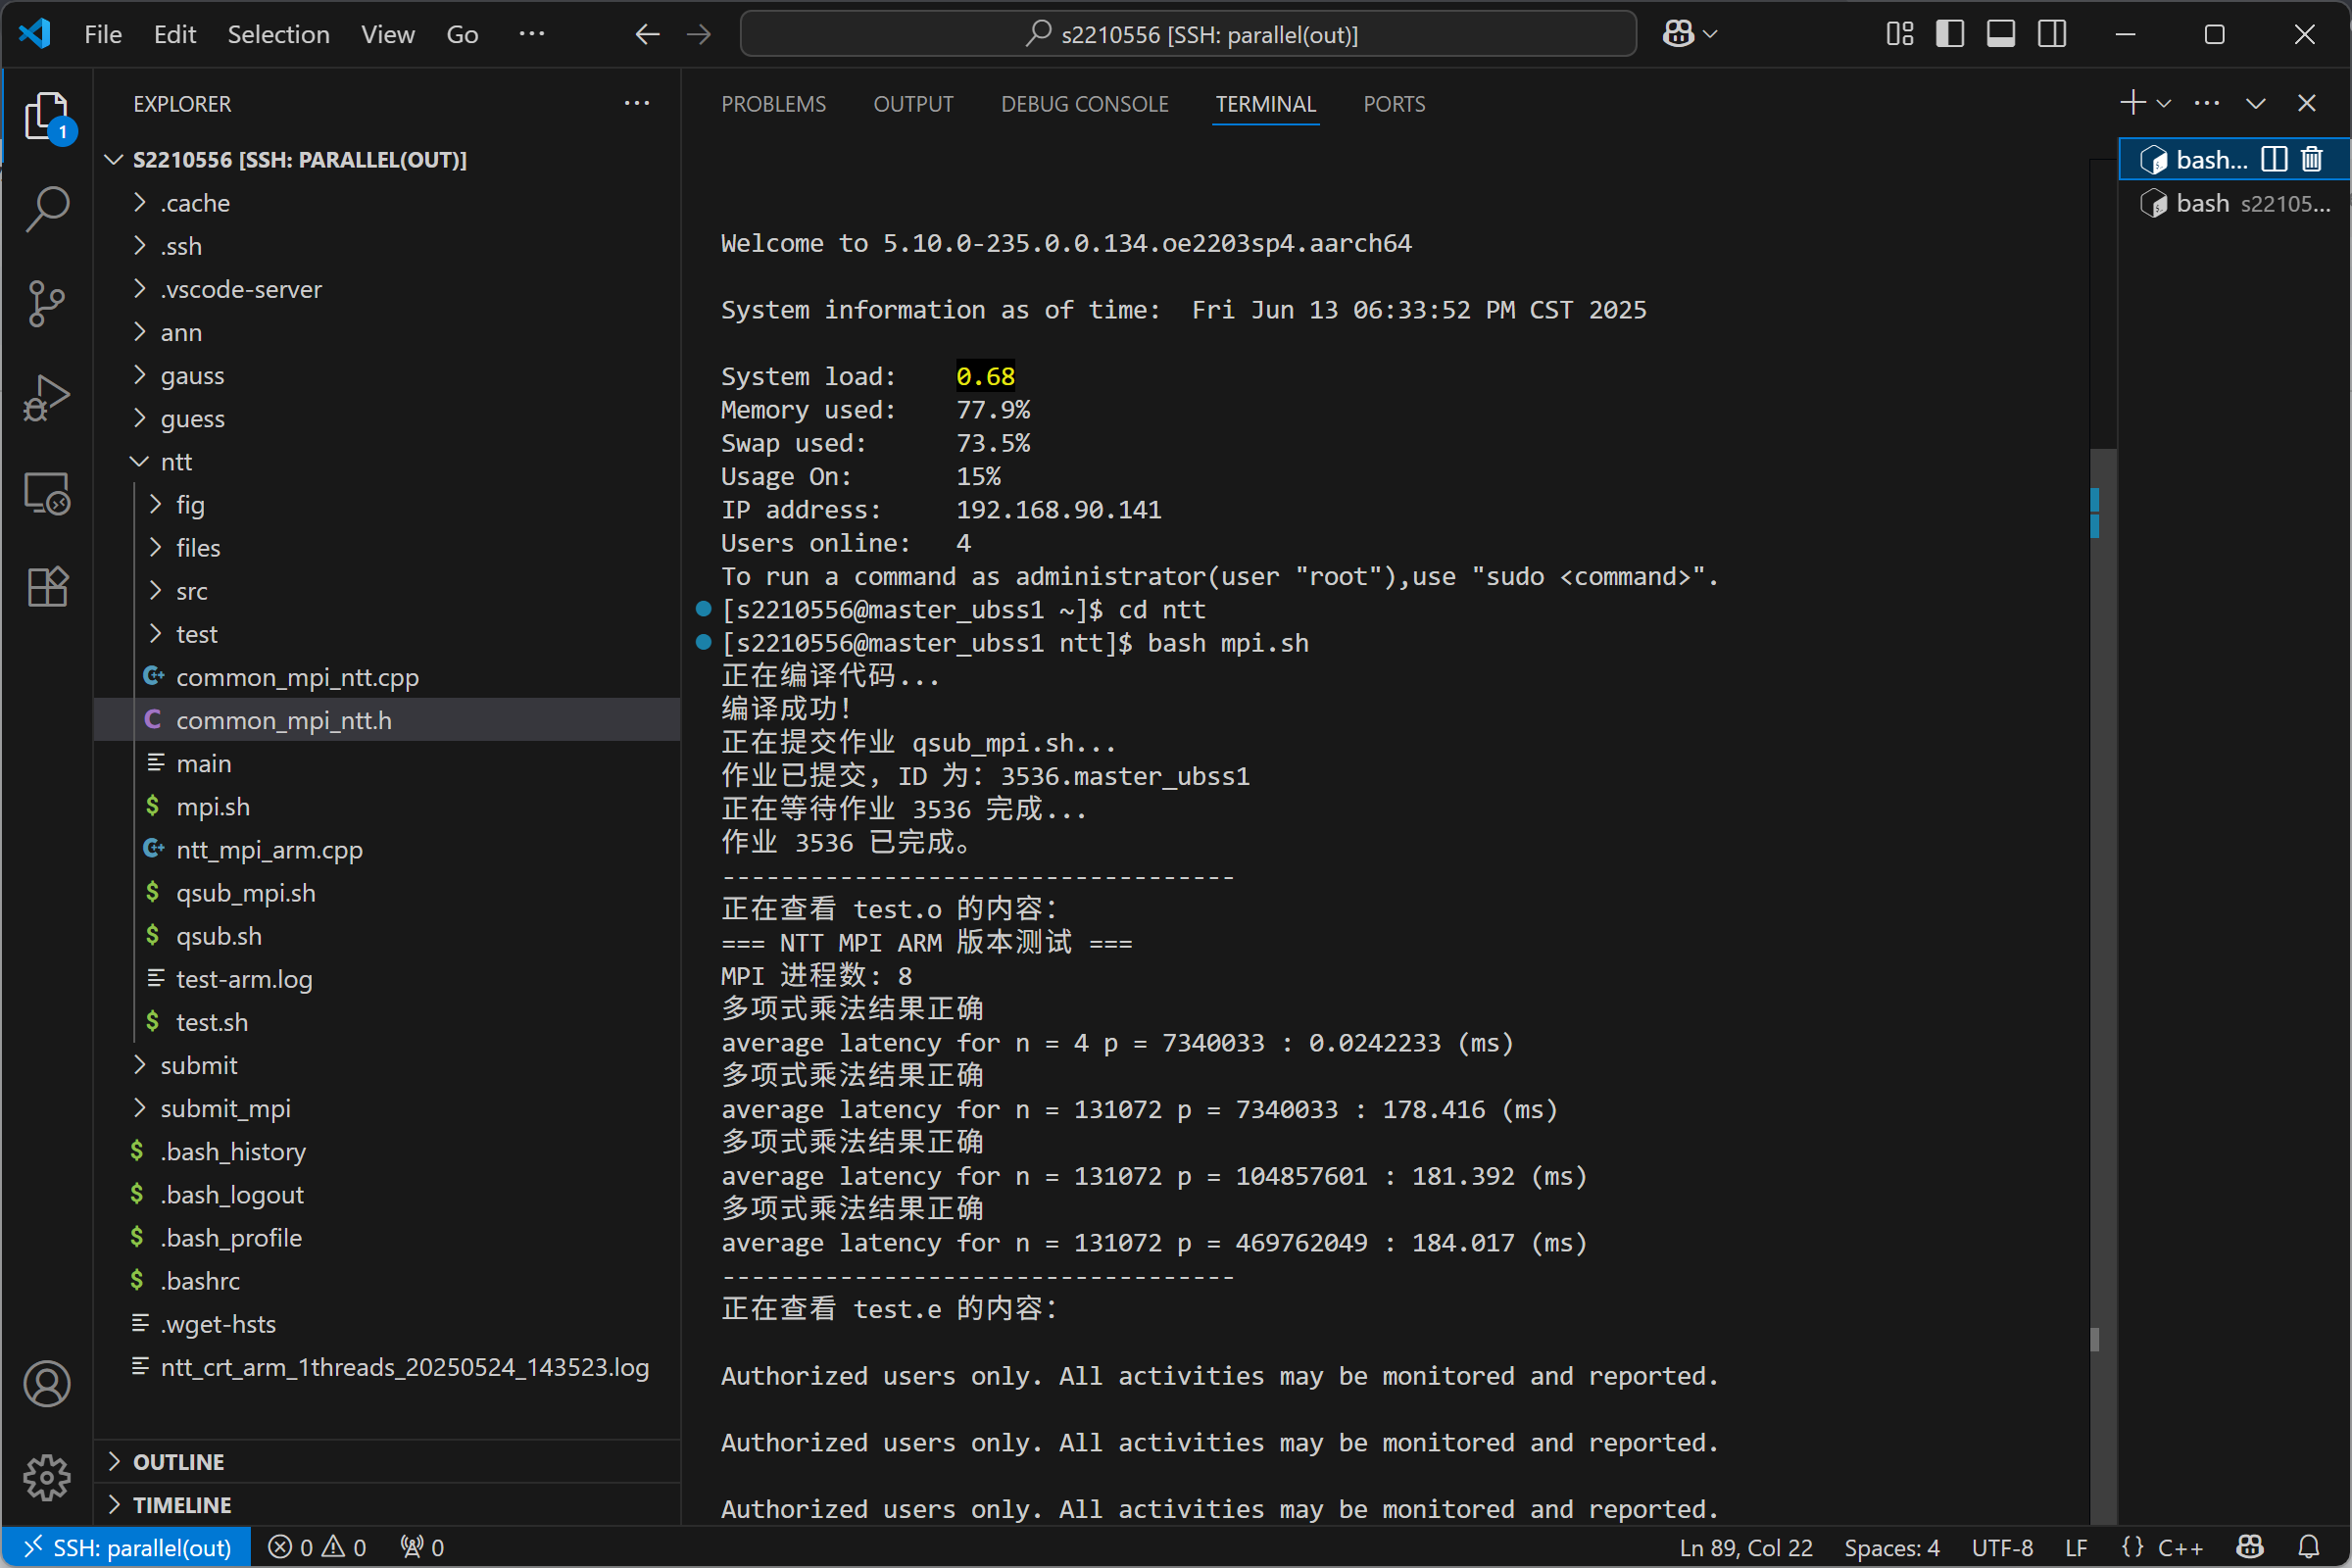 File Edit Selection View Go ···
s2210556 [SSH: parallel(out)]
EXPLORER
S2210556 [SSH: PARALLEL(OUT)]
.cache
.ssh
.vscode-server
ann
gauss
guess
ntt
fig
files
src
test
common_mpi_ntt.cpp
common_mpi_ntt.h
main
mpi.sh
ntt_mpi_arm.cpp
qsub_mpi.sh
qsub.sh
test-arm.log
test.sh
submit
submit_mpi
.bash_history
.bash_logout
.bash_profile
.bashrc
.wget-hsts
ntt_crt_arm_1threads_20250524_143523.log
OUTLINE
TIMELINE
1
PROBLEMS OUTPUT DEBUG CONSOLE TERMINAL PORTS
Welcome to 5.10.0-235.0.0.134.oe2203sp4.aarch64
System information as of time:  Fri Jun 13 06:33:52 PM CST 2025
System load:    0.68
Memory used:    77.9%
Swap used:      73.5%
Usage On:       15%
IP address:     192.168.90.141
Users online:   4
To run a command as administrator(user "root"),use "sudo <command>".
[s2210556@master_ubss1 ~]$ cd ntt
[s2210556@master_ubss1 ntt]$ bash mpi.sh
正在编译代码...
编译成功！
正在提交作业 qsub_mpi.sh...
作业已提交，ID 为：3536.master_ubss1
正在等待作业 3536 完成...
作业 3536 已完成。
-----------------------------------
正在查看 test.o 的内容：
=== NTT MPI ARM 版本测试 ===
MPI 进程数: 8
多项式乘法结果正确
average latency for n = 4 p = 7340033 : 0.0242233 (ms)
多项式乘法结果正确
average latency for n = 131072 p = 7340033 : 178.416 (ms)
多项式乘法结果正确
average latency for n = 131072 p = 104857601 : 181.392 (ms)
多项式乘法结果正确
average latency for n = 131072 p = 469762049 : 184.017 (ms)
-----------------------------------
正在查看 test.e 的内容：
Authorized users only. All activities may be monitored and reported.
Authorized users only. All activities may be monitored and reported.
Authorized users only. All activities may be monitored and reported.
bash...
bash s22105...
SSH: parallel(out) 0 0 0
Ln 89, Col 22 Spaces: 4 UTF-8 LF {} C++